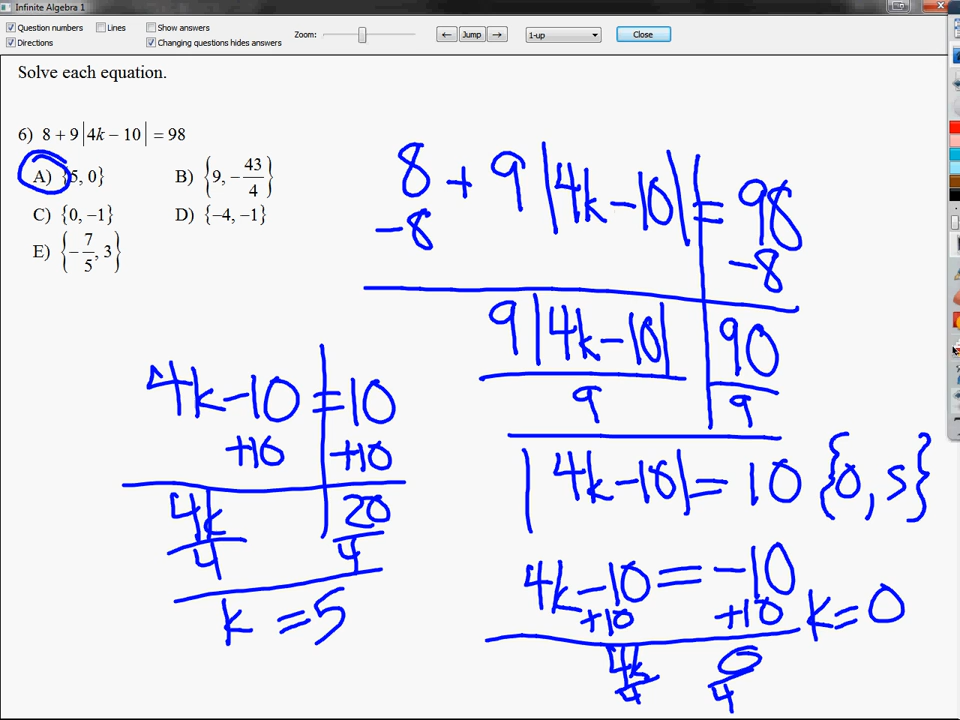 Infinite Algebra 1
Question numbers Lines Show answers
Directions Changing questions hides answers
Zoom: ← Jump → 1-up Close
Solve each equation.
6) 8 + 9|4k − 10| = 98
A) {5, 0} B) {9, −43/4}
C) {0, −1} D) {−4, −1}
E) {−7/5, 3}
8 + 9|4k−10| = 98
−8 −8
9|4k−10| 90
9 9
|4k−10| = 10 {0, 5}
4k−10 = −10
+10 +10 k=0
4k 0
4 4
4k−10 = 10
+10 +10
4k 20
4 4
k = 5